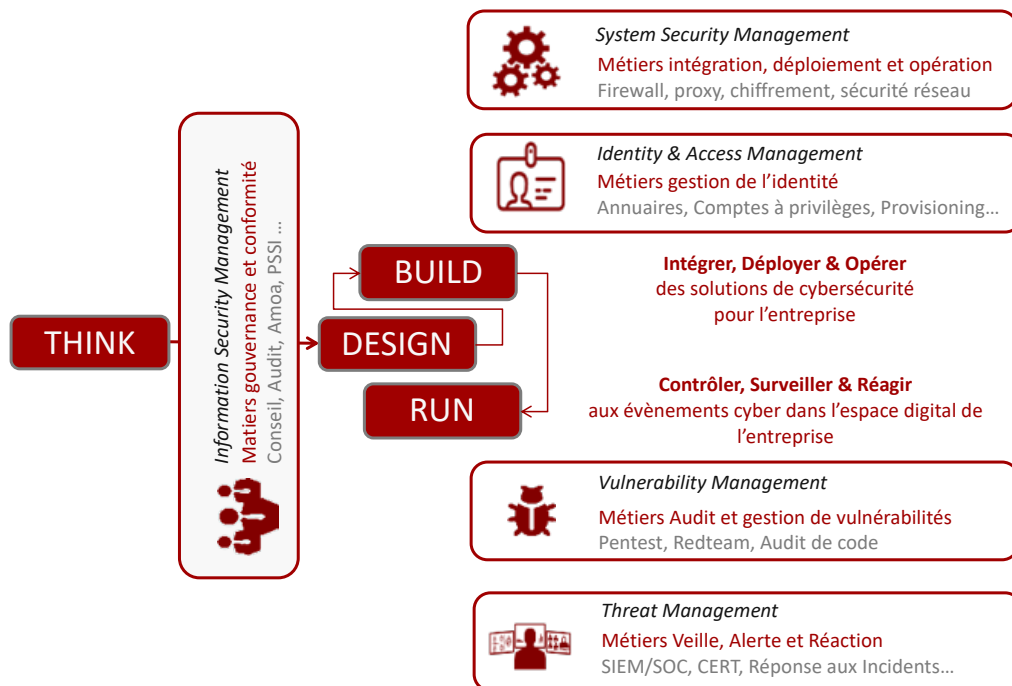 System Security Management
Métiers intégration, déploiement et opération
Firewall, proxy, chiffrement, sécurité réseau
Identity & Access Management
Métiers gestion de l'identité
Annuaires, Comptes à privilèges, Provisioning...
THINK
Information Security Management
Matiers gouvernance et conformité
Conseil, Audit, Amoa, PSSI ...
BUILD
DESIGN
RUN
Intégrer, Déployer & Opérer
des solutions de cybersécurité
pour l'entreprise
Contrôler, Surveiller & Réagir
aux évènements cyber dans l'espace digital de
l'entreprise
Vulnerability Management
Métiers Audit et gestion de vulnérabilités
Pentest, Redteam, Audit de code
Threat Management
Métiers Veille, Alerte et Réaction
SIEM/SOC, CERT, Réponse aux Incidents...